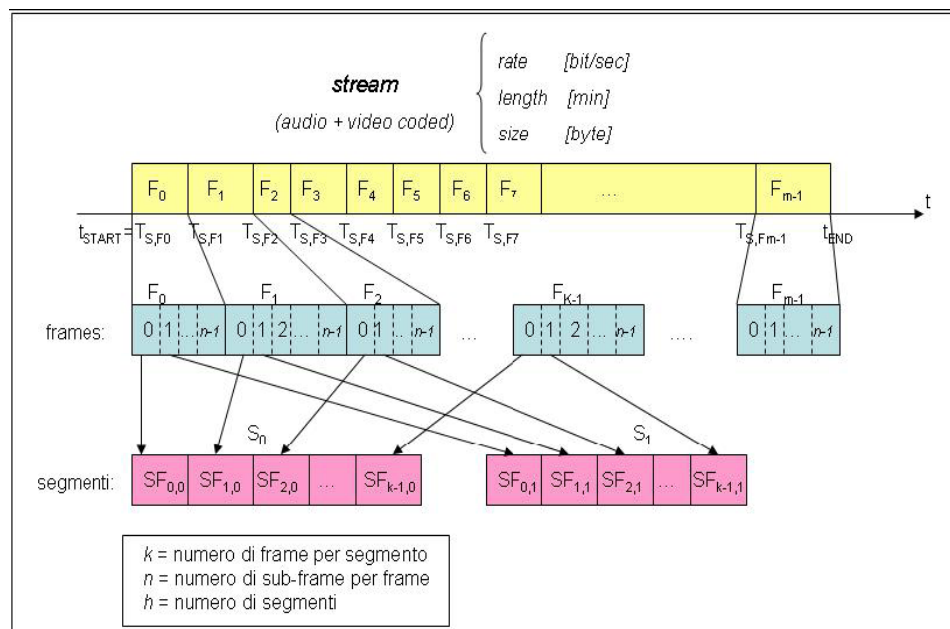 rate [bit/sec]
stream
length [min]
(audio + video coded)
size [byte]
F0 F1 F2 F3 F4 F5 F6 F7 ... Fm-1
t
tSTART= TS,F0 TS,F1 TS,F2 TS,F3 TS,F4 TS,F5 TS,F6 TS,F7 TS,Fm-1 tEND
F0 F1 F2 FK-1 Fm-1
frames: 0 1 ... n-1 0 1 2 ... n-1 0 1 ... n-1 ... 0 1 2 ... n-1 .... 0 1 ... n-1
S0 S1
segmenti: SF0,0 SF1,0 SF2,0 ... SFk-1,0 SF0,1 SF1,1 SF2,1 ... SFk-1,1
k = numero di frame per segmento
n = numero di sub-frame per frame
h = numero di segmenti